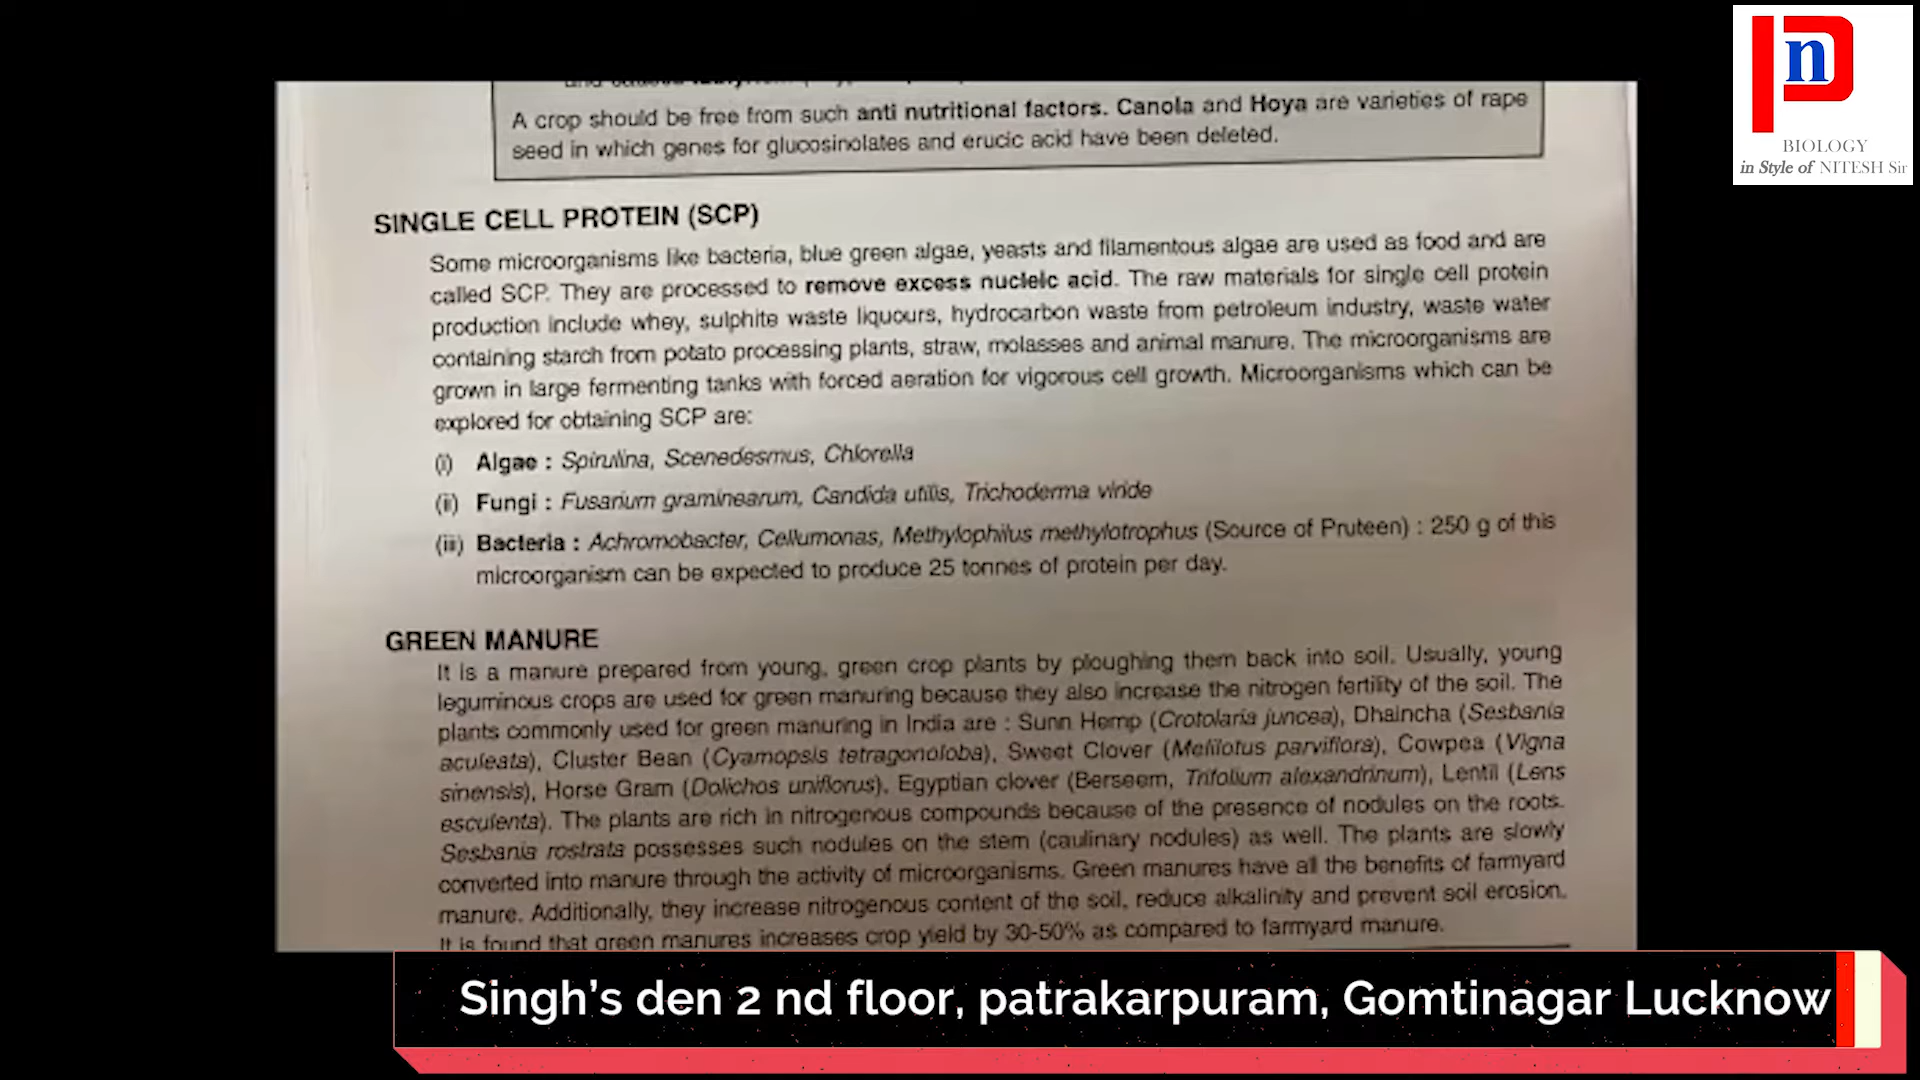 n
BIOLOGY
in Style of NITESH Sir
A crop should be free from such anti nutritional factors. Canola and Hoya are varieties of rape
seed in which genes for glucosinolates and erucic acid have been deleted.
SINGLE CELL PROTEIN (SCP)
Some microorganisms like bacteria, blue green algae, yeasts and filamentous algae are used as food and are
called SCP. They are processed to remove excess nucleic acid. The raw materials for single cell protein
production include whey, sulphite waste liquours, hydrocarbon waste from petroleum industry, waste water
containing starch from potato processing plants, straw, molasses and animal manure. The microorganisms are
grown in large fermenting tanks with forced aeration for vigorous cell growth. Microorganisms which can be
explored for obtaining SCP are:
(i) Algae : Spirulina, Scenedesmus, Chlorella
(ii) Fungi : Fusarium graminearum, Candida utilis, Trichoderma viride
(iii) Bacteria : Achromobacter, Cellumonas, Methylophilus methylotrophus (Source of Pruteen) : 250 g of this
microorganism can be expected to produce 25 tonnes of protein per day.
GREEN MANURE
It is a manure prepared from young, green crop plants by ploughing them back into soil. Usually, young
leguminous crops are used for green manuring because they also increase the nitrogen fertility of the soil. The
plants commonly used for green manuring in India are : Sunn Hemp (Crotolaria juncea), Dhaincha (Sesbania
aculeata), Cluster Bean (Cyamopsis tetragonoloba), Sweet Clover (Melilotus parviflora), Cowpea (Vigna
sinensis), Horse Gram (Dolichos uniflorus), Egyptian clover (Berseem, Trifolium alexandrinum), Lentil (Lens
esculenta). The plants are rich in nitrogenous compounds because of the presence of nodules on the roots.
Sesbania rostrata possesses such nodules on the stem (caulinary nodules) as well. The plants are slowly
converted into manure through the activity of microorganisms. Green manures have all the benefits of farmyard
manure. Additionally, they increase nitrogenous content of the soil, reduce alkalinity and prevent soil erosion.
It is found that green manures increases crop yield by 30-50% as compared to farmyard manure.
Singh's den 2 nd floor, patrakarpuram, Gomtinagar Lucknow